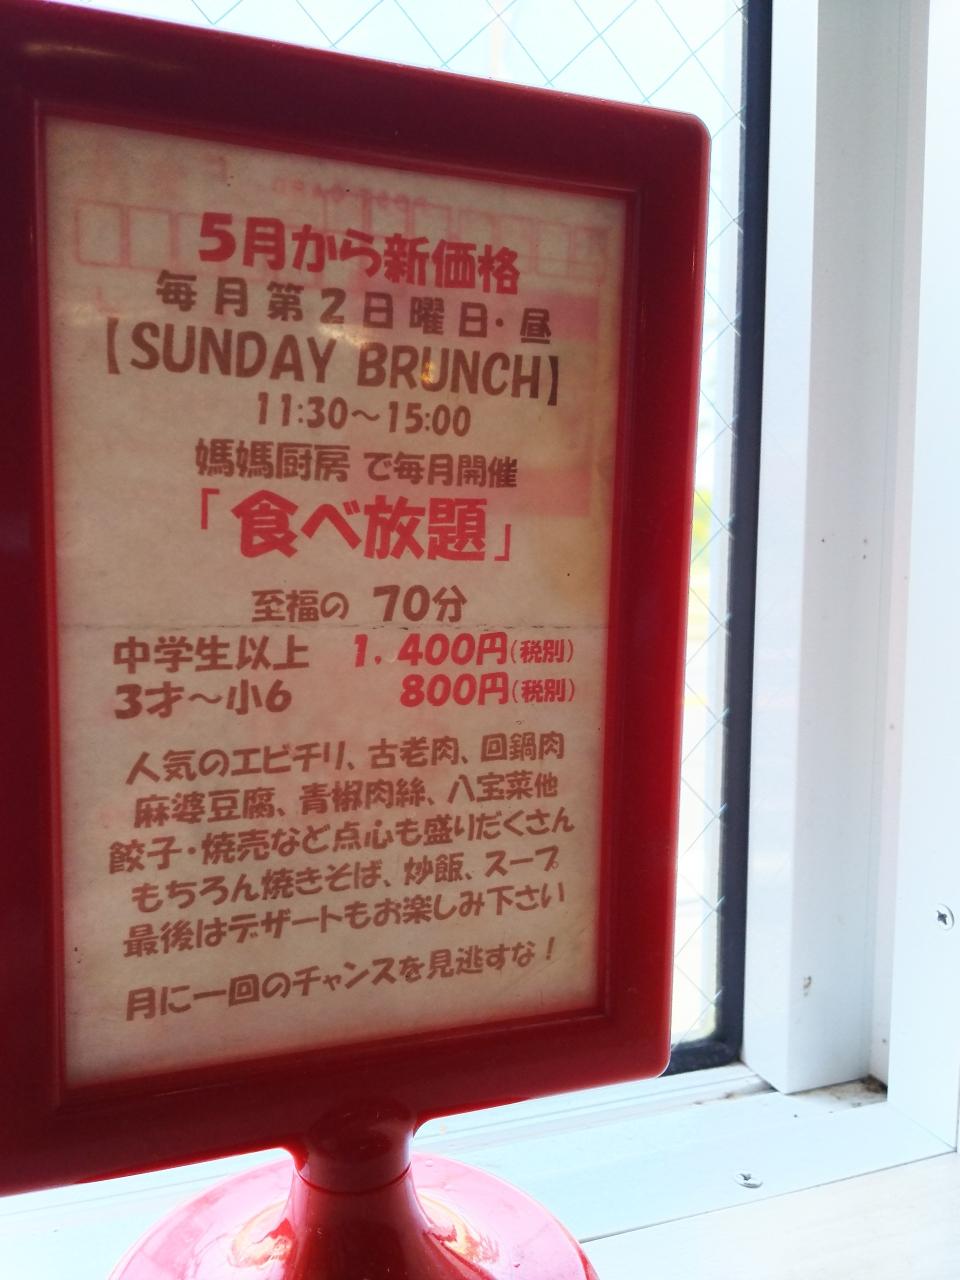 5月から新価格
毎月第2日曜日・昼
【SUNDAY BRUNCH】
11:30～15:00
媽媽厨房 で毎月開催
「食べ放題」
至福の 70分
中学生以上 1,400円(税別)
3才～小6 800円(税別)
人気のエビチリ、古老肉、回鍋肉
麻婆豆腐、青椒肉絲、八宝菜他
餃子・焼売など点心も盛りだくさん
もちろん焼きそば、炒飯、スープ
最後はデザートもお楽しみ下さい
月に一回のチャンスを見逃すな！